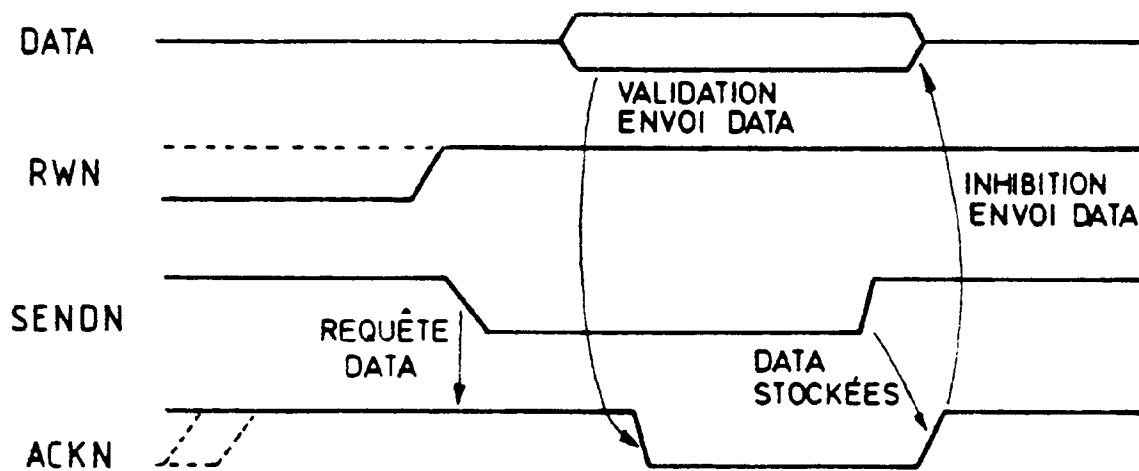 DATA
VALIDATION
ENVOI DATA
RWN
INHIBITION
ENVOI DATA
SENDN
REQUÊTE
DATA
DATA
STOCKÉES
ACKN